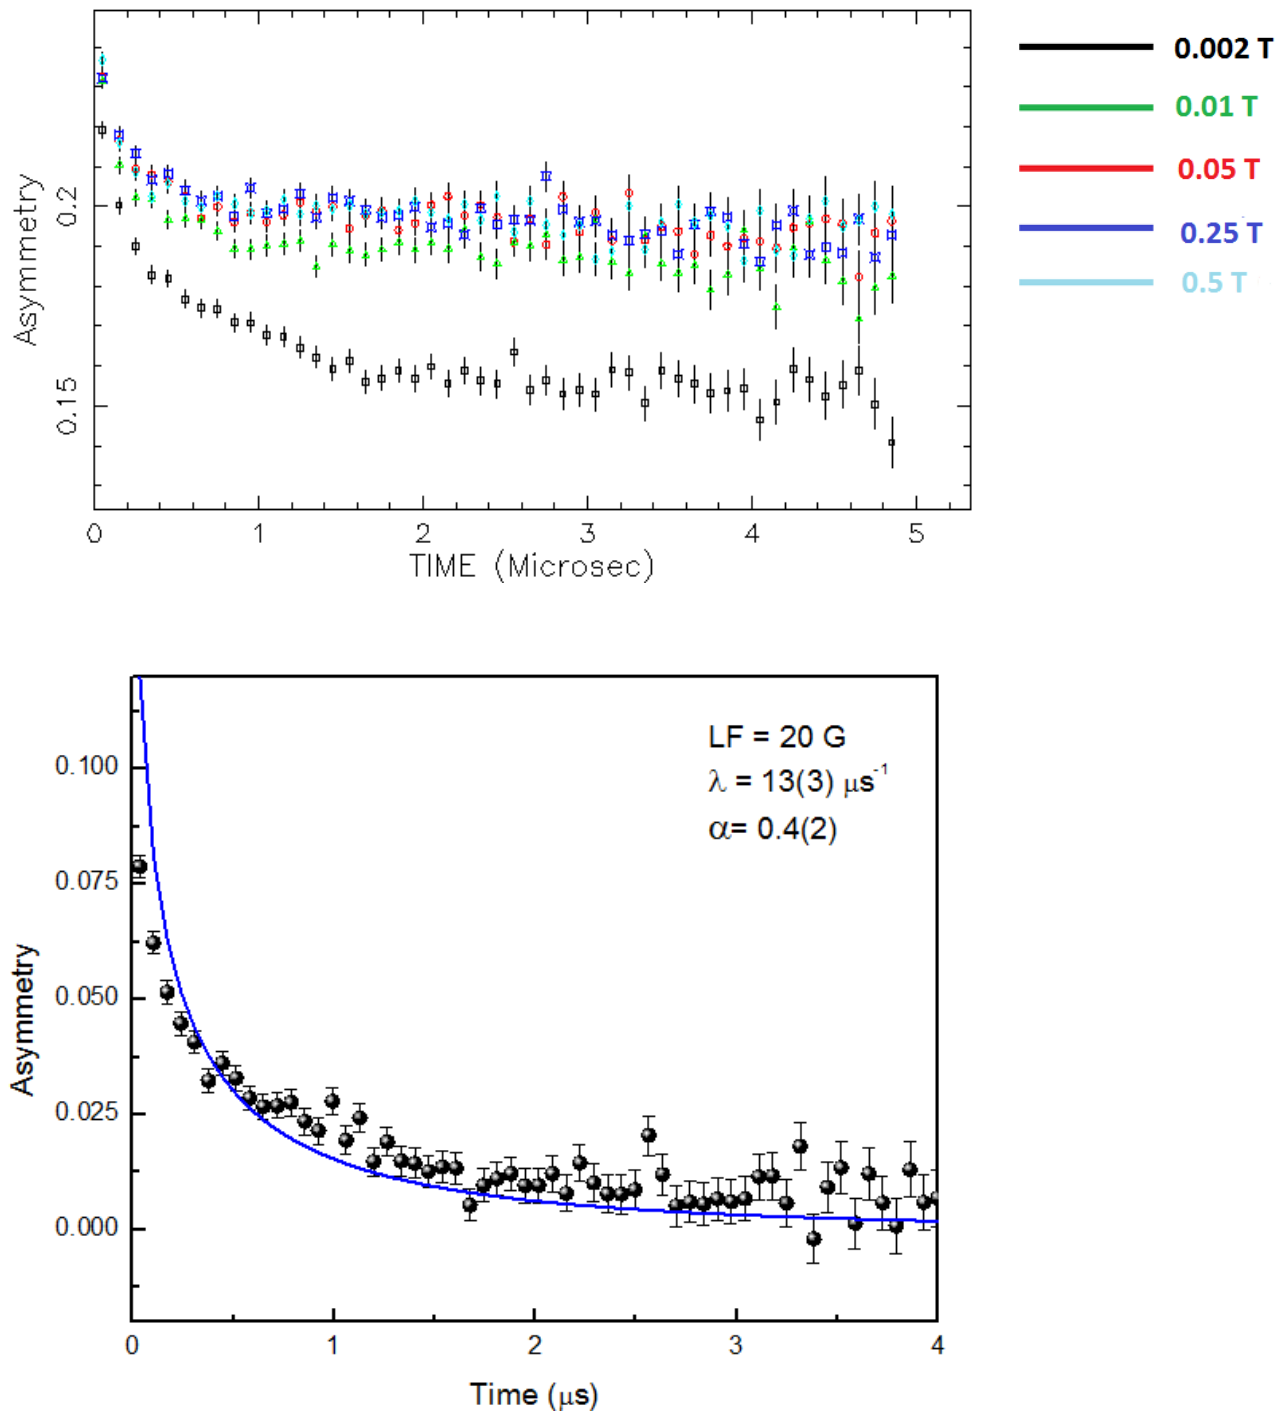 Asymmetry
0.2
0.15
0 1 2 3 4 5
TIME (Microsec)
0.002 T
0.01 T
0.05 T
0.25 T
0.5 T
LF = 20 G
λ = 13(3) μs⁻¹
α= 0.4(2)
Asymmetry
0.100
0.075
0.050
0.025
0.000
0 1 2 3 4
Time (μs)